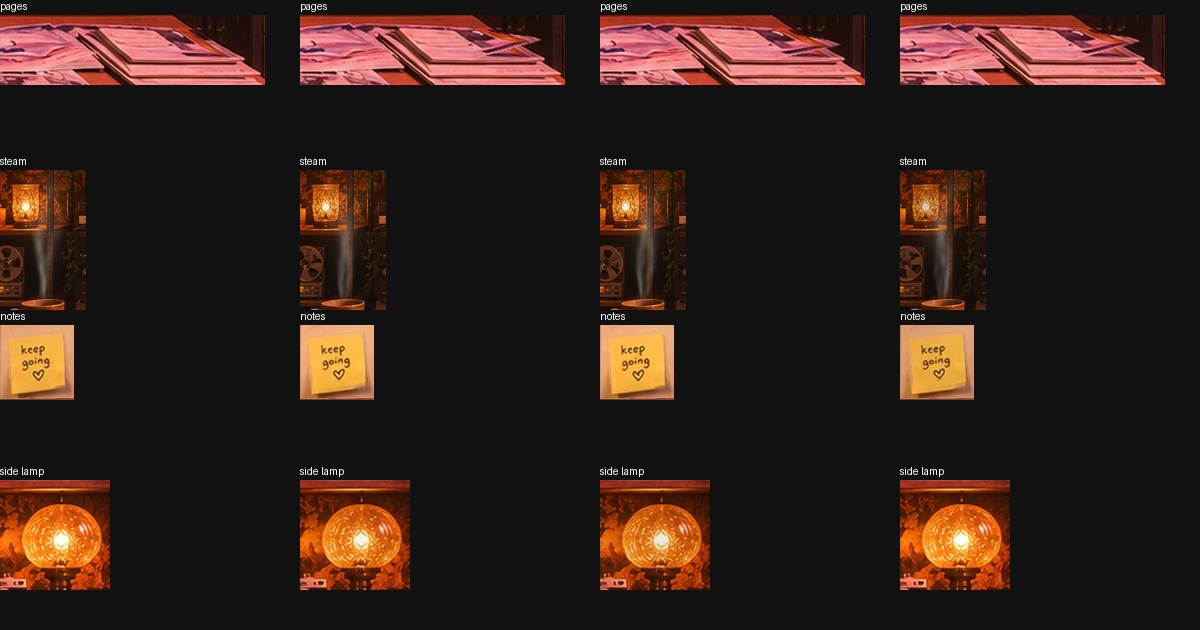 pages pages pages pages
steam steam steam steam
notes notes notes notes
keep going ♡ keep going ♡ keep going ♡ keep going ♡
side lamp side lamp side lamp side lamp